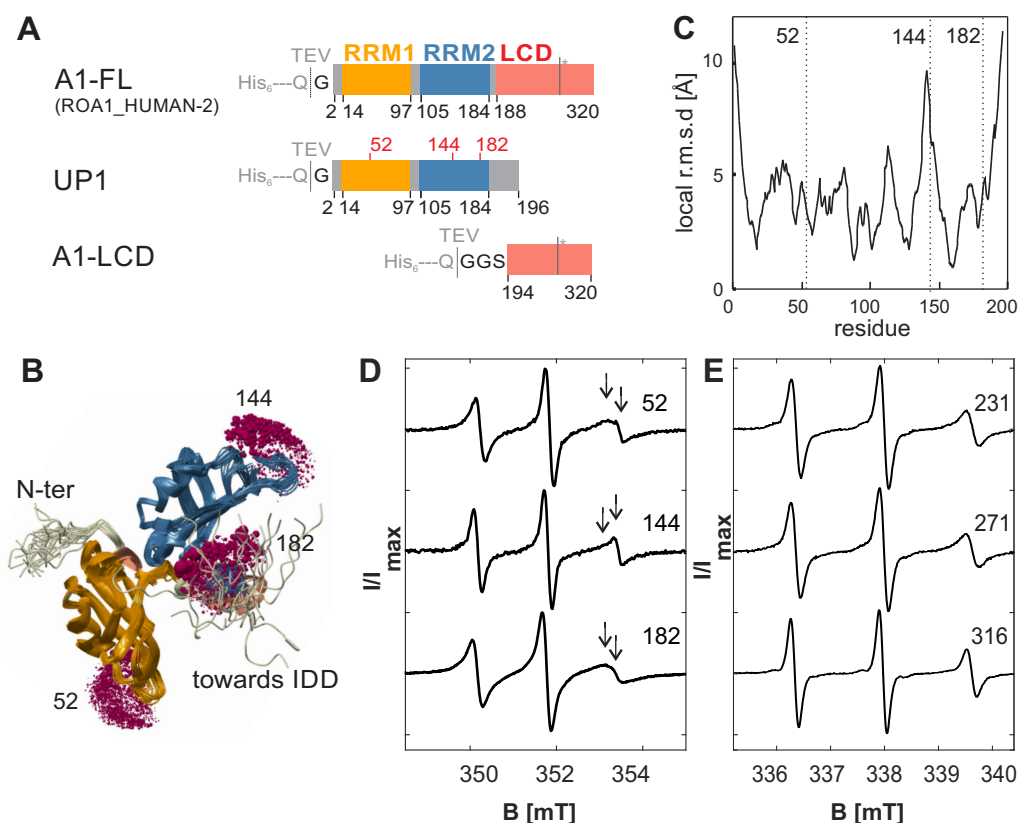 A
TEV RRM1 RRM2 LCD
A1-FL
(ROA1_HUMAN-2)
His6---Q G *
2 14 97 105 184 188 320
TEV 52 144 182
UP1
His6---Q G
2 14 97 105 184 196
TEV
A1-LCD
His6---Q GGS *
194 320
C
52 144 182
local r.m.s.d [Å]
10
5
0
0 50 100 150 200
residue
B
144
N-ter
182
52
towards IDD
D
52
144
182
I/Imax
350 352 354
B [mT]
E
231
271
316
I/Imax
336 337 338 339 340
B [mT]